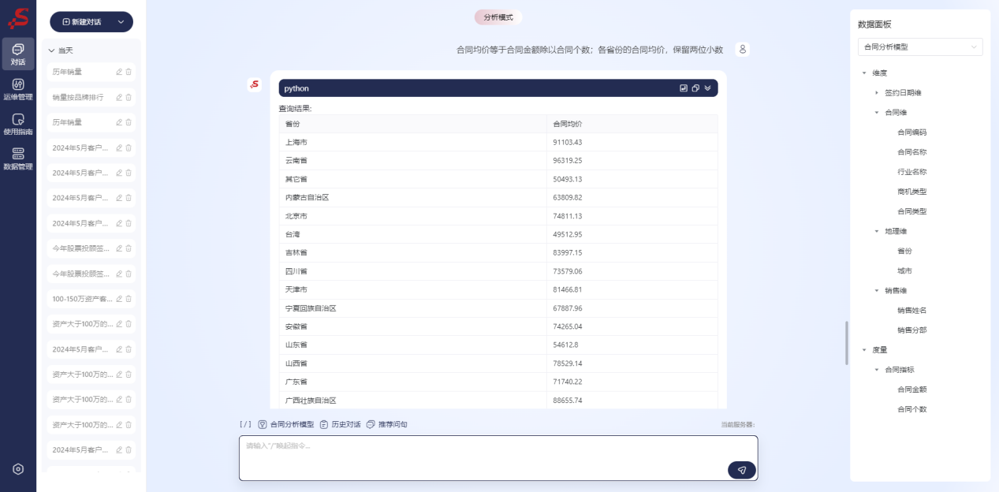 新建对话
对话
运维管理
使用指南
数据管理
当天
历年销量
销量按品牌排行
历年销量
2024年5月客户...
2024年5月客户...
2024年5月客户...
2024年5月客户...
今年股票投顾签...
今年股票投顾签...
100-150万资产客...
资产大于100万的...
2024年5月客户...
资产大于100万的...
资产大于100万的...
资产大于100万的...
2024年5月客户...
分析模式
合同均价等于合同金额除以合同个数；各省份的合同均价，保留两位小数
python
查询结果:
省份 合同均价
上海市 91103.43
云南省 96319.25
其它省 50493.13
内蒙古自治区 63809.82
北京市 74811.13
台湾 49512.95
吉林省 83997.15
四川省 73579.06
天津市 81466.81
宁夏回族自治区 67887.96
安徽省 74265.04
山东省 54612.8
山西省 78529.14
广东省 71740.22
广西壮族自治区 88655.74
[/] 合同分析模型 历史对话 推荐问句 当前服务器:
请输入"/"唤起指令...
数据面板
合同分析模型
维度
签约日期维
合同维
合同编码
合同名称
行业名称
商机类型
合同类型
地理维
省份
城市
销售维
销售姓名
销售分部
度量
合同指标
合同金额
合同个数